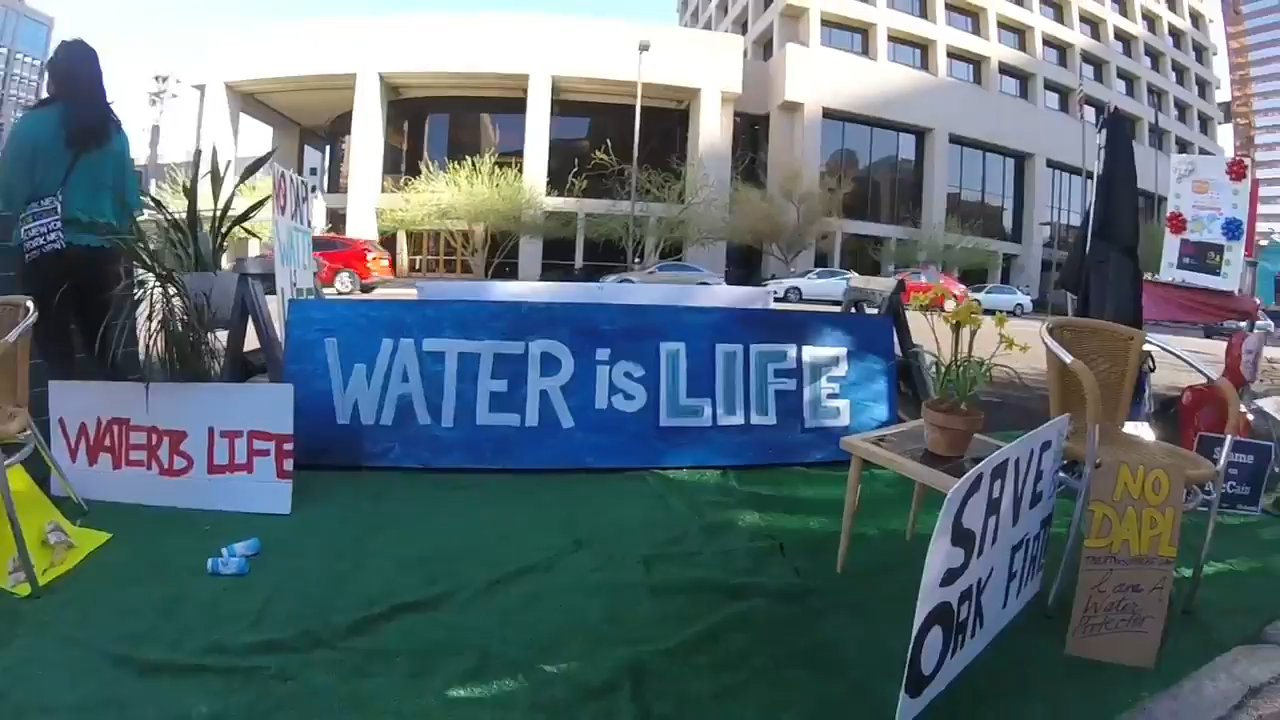 NO DAPL
WATER
WATER is LIFE
WATER IS LIFE
SAVE
OAK FLAT
NO
DAPL
I am A
Water
Protector
Shame
on
McCain